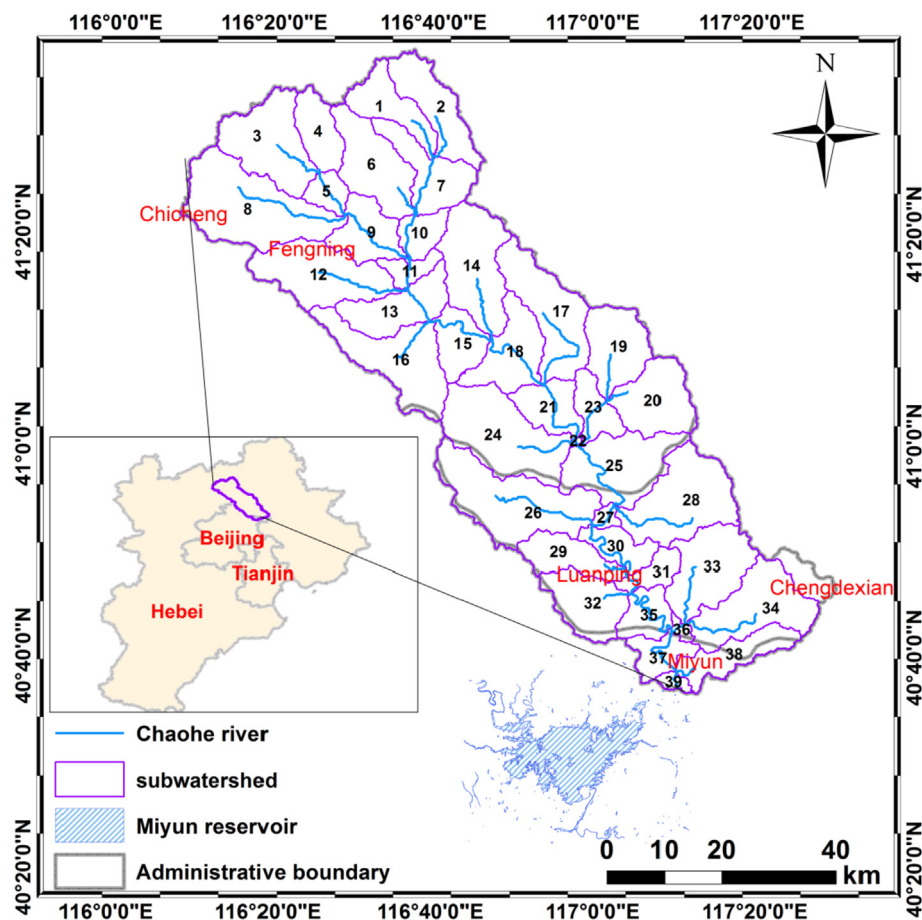 116°0'0"E 116°20'0"E 116°40'0"E 117°0'0"E 117°20'0"E
N
1
2
3
4
6
7
5
8
Chicheng
41°20'0"N
41°20'0"N
9
10
Fengning
11
12
14
13
17
15
18
16
19
20
21
23
24
22
41°0'0"N
41°0'0"N
25
28
26
27
30
29
33
31
Luanping
Chengdexian
32
34
35
36
37
Miyun
38
39
40°40'0"N
40°40'0"N
Beijing
Tianjin
Hebei
Chaohe river
subwatershed
Miyun reservoir
Administrative boundary
0 10 20 40
km
40°20'0"N
40°20'0"N
116°0'0"E 116°20'0"E 116°40'0"E 117°0'0"E 117°20'0"E